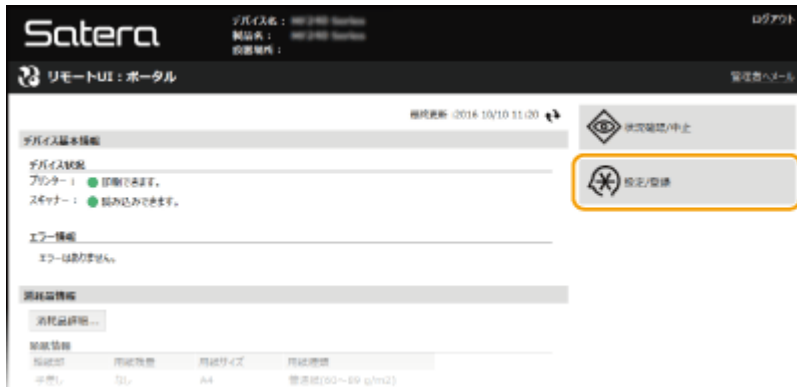 Satera
デバイス名 :
製品名 :
設置場所 :
ログアウト
リモートUI : ポータル
管理者へメール
最終更新 :2016 10/10 11:20
デバイス基本情報
デバイス状況
プリンター : 印刷できます。
スキャナー : 読み込みできます。
エラー情報
エラーはありません。
消耗品情報
消耗品詳細...
給紙情報
給紙部 用紙残量 用紙サイズ 用紙種類
手差し なし A4 普通紙(60～89 g/m2)
状況確認/中止
設定/登録